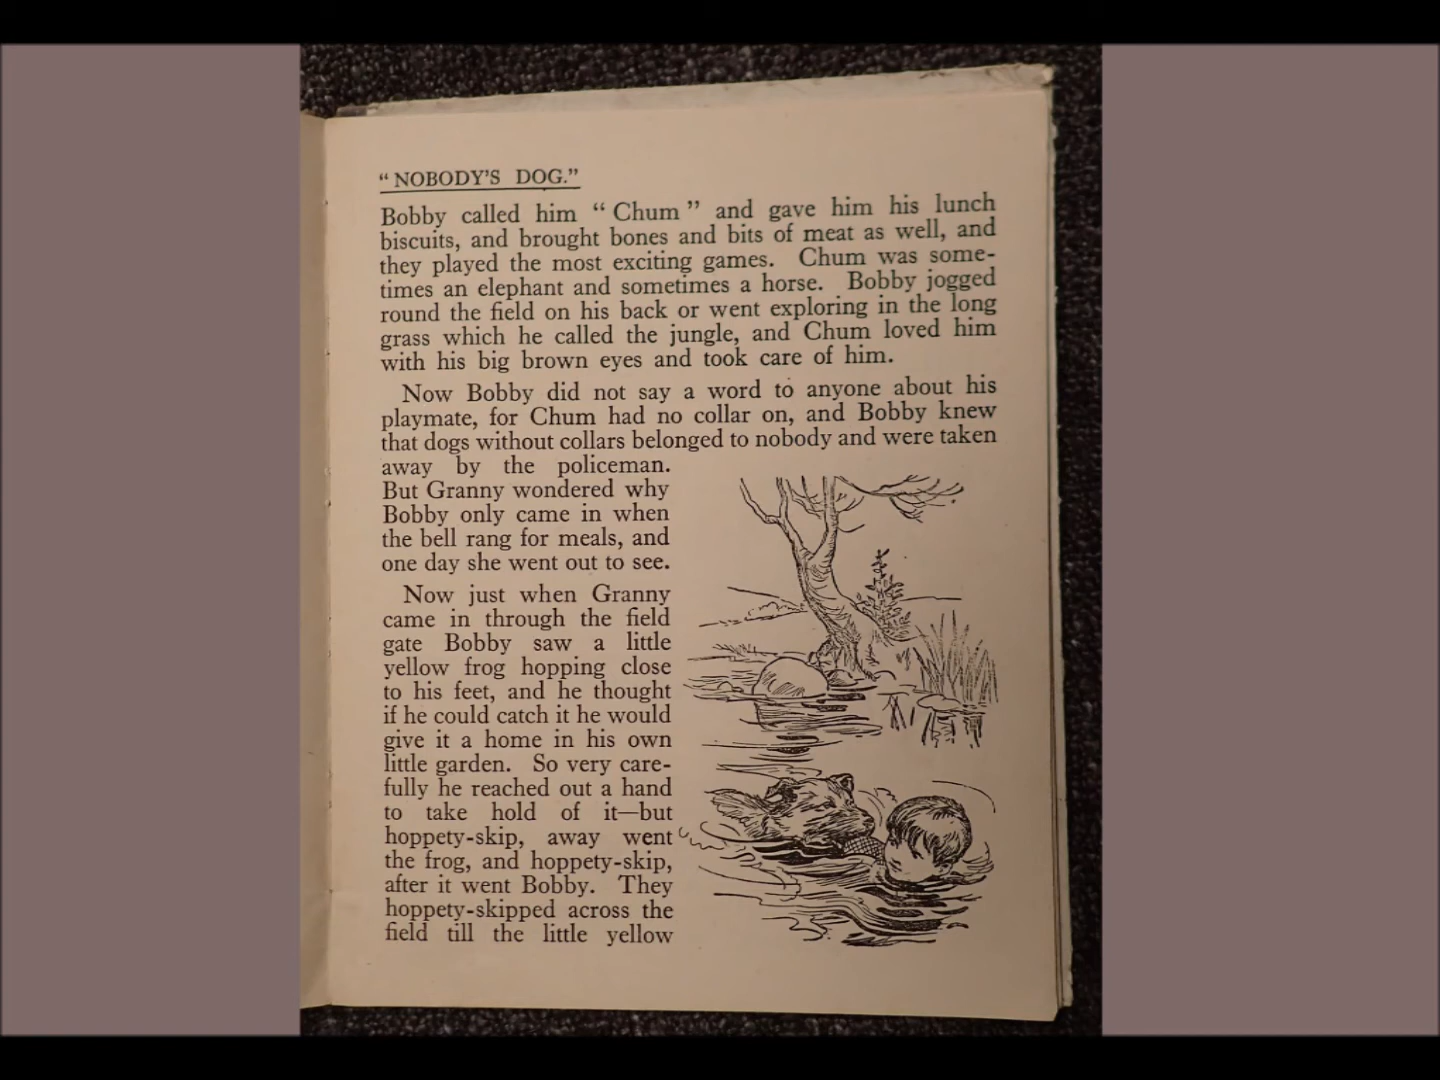 “ NOBODY’S DOG.”
Bobby called him “ Chum ” and gave him his lunch
biscuits, and brought bones and bits of meat as well, and
they played the most exciting games. Chum was some-
times an elephant and sometimes a horse. Bobby jogged
round the field on his back or went exploring in the long
grass which he called the jungle, and Chum loved him
with his big brown eyes and took care of him.
Now Bobby did not say a word to anyone about his
playmate, for Chum had no collar on, and Bobby knew
that dogs without collars belonged to nobody and were taken
away by the policeman.
But Granny wondered why
Bobby only came in when
the bell rang for meals, and
one day she went out to see.
Now just when Granny
came in through the field
gate Bobby saw a little
yellow frog hopping close
to his feet, and he thought
if he could catch it he would
give it a home in his own
little garden. So very care-
fully he reached out a hand
to take hold of it—but
hoppety-skip, away went
the frog, and hoppety-skip,
after it went Bobby. They
hoppety-skipped across the
field till the little yellow